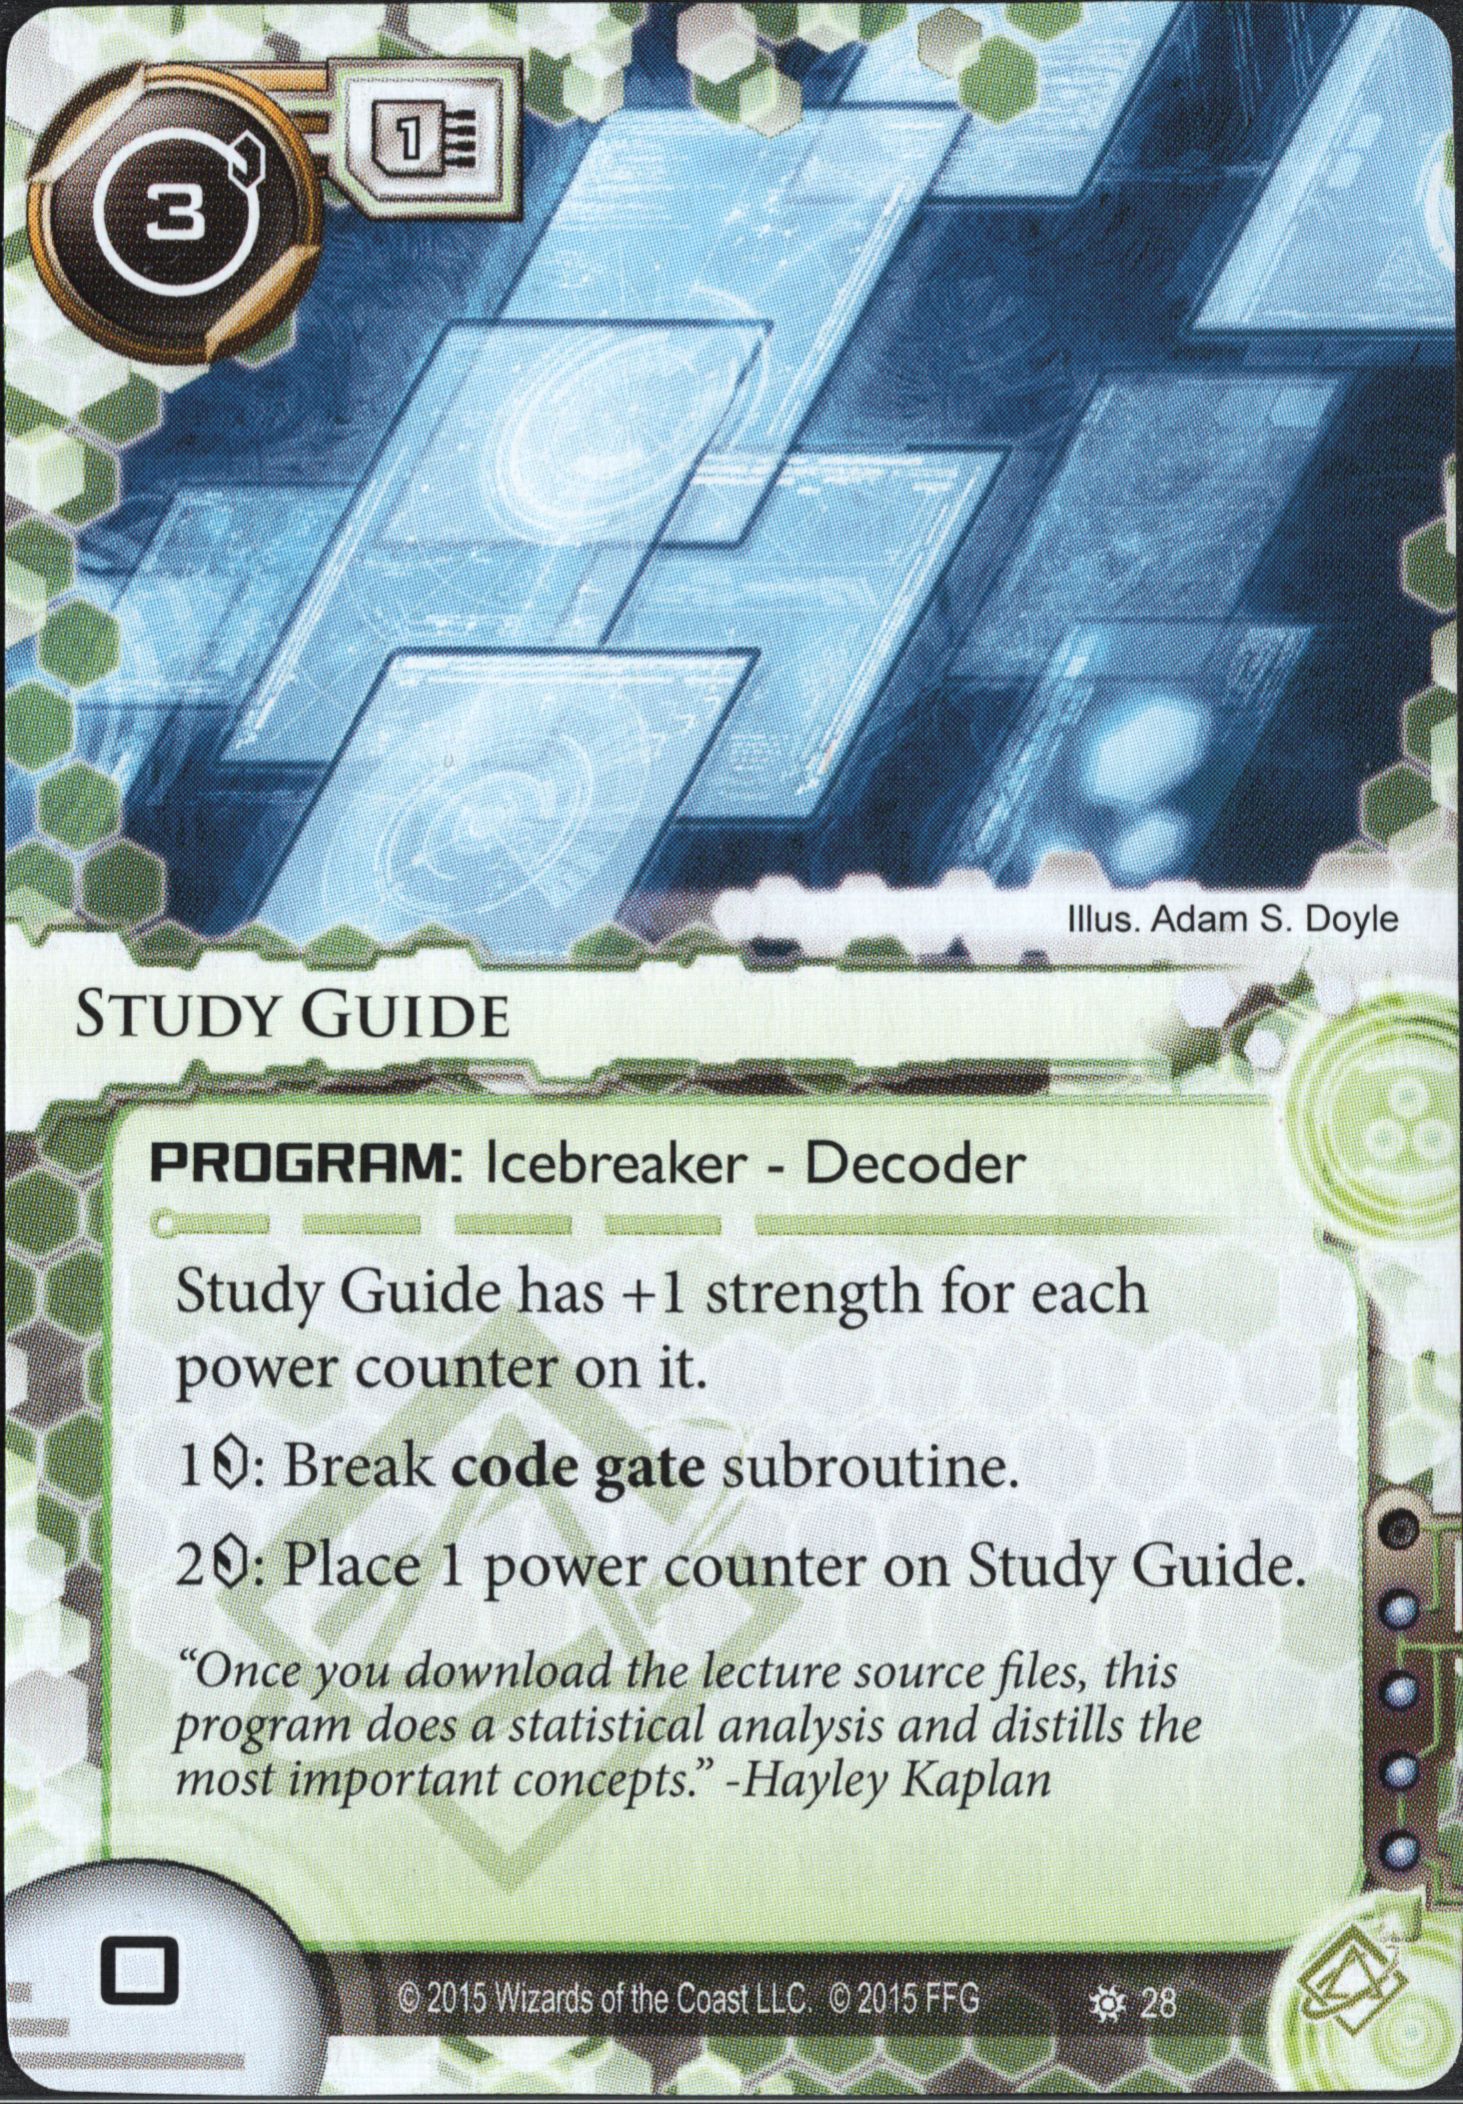 3
1
Illus. Adam S. Doyle
STUDY GUIDE
PROGRAM: Icebreaker - Decoder
Study Guide has +1 strength for each
power counter on it.
1: Break code gate subroutine.
2: Place 1 power counter on Study Guide.
“Once you download the lecture source files, this
program does a statistical analysis and distills the
most important concepts.” -Hayley Kaplan
0
© 2015 Wizards of the Coast LLC. © 2015 FFG
28